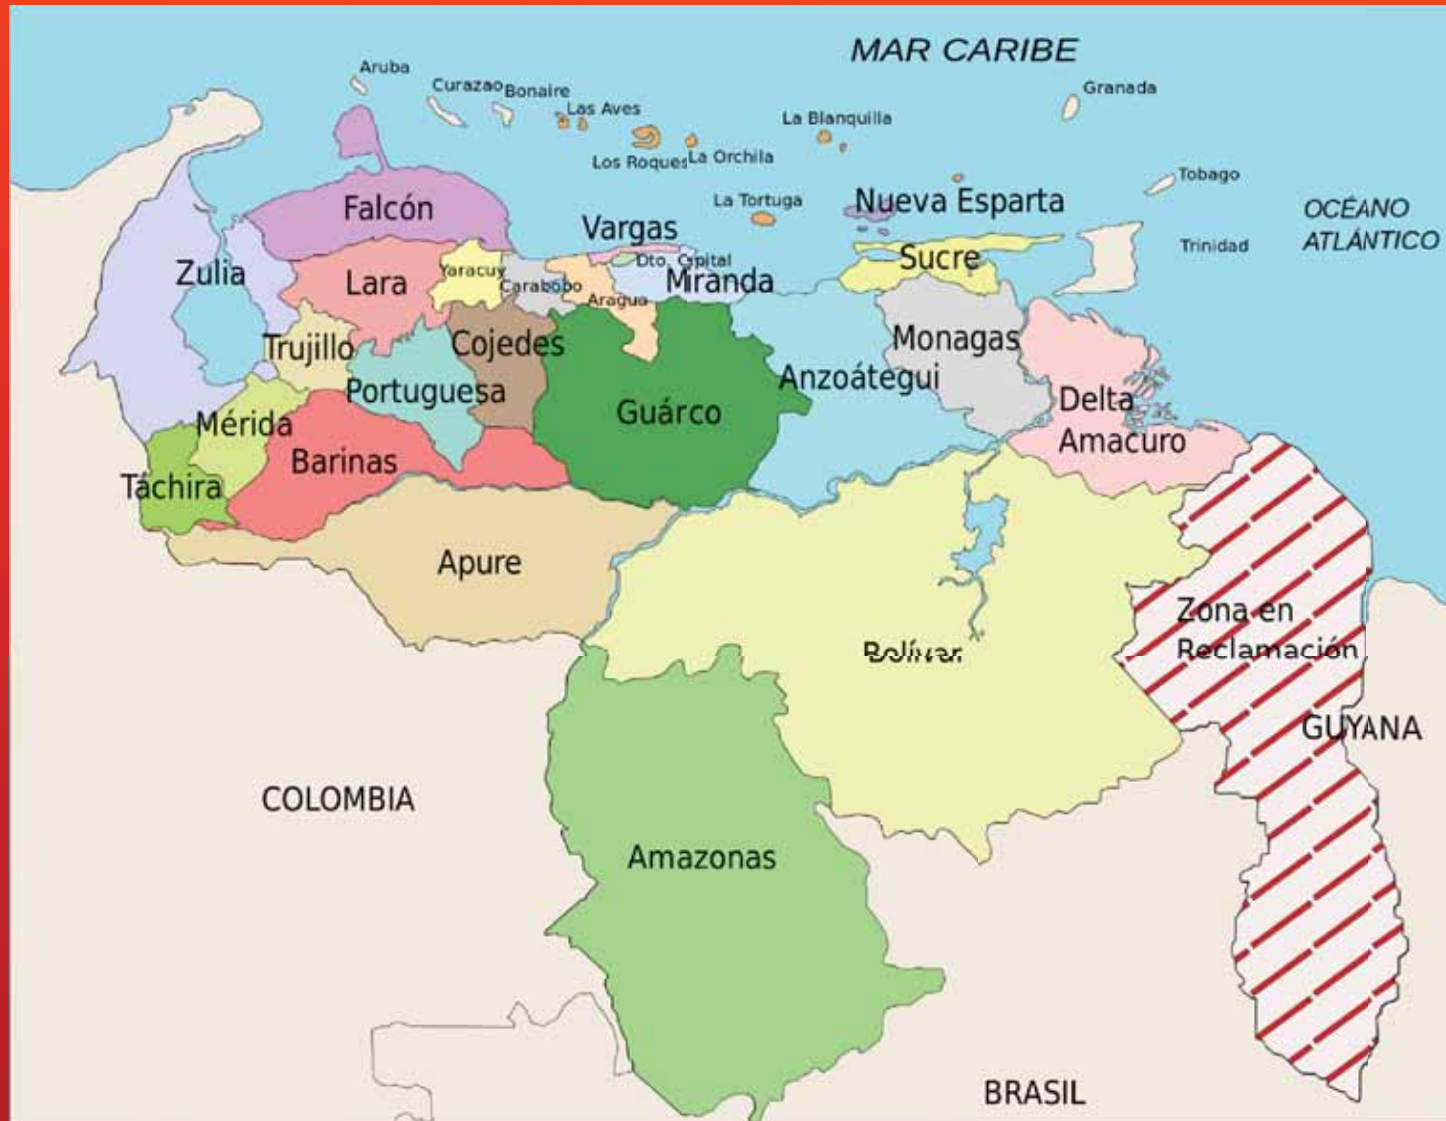 MAR CARIBE
Aruba
Curazao
Bonaire
Las Aves
Granada
La Blanquilla
Los Roques
La Orchila
Tobago
La Tortuga
Nueva Esparta
OCÉANO
ATLÁNTICO
Falcón
Vargas
Trinidad
Sucre
Dto. Cpital
Zulia
Lara
Yaracuy
Carabobo
Miranda
Aragua
Trujillo
Cojedes
Monagas
Anzoátegui
Portuguesa
Guárco
Delta
Amacuro
Mérida
Barinas
Táchira
Apure
Zona en
Reclamación
Bolívar
GUYANA
COLOMBIA
Amazonas
BRASIL